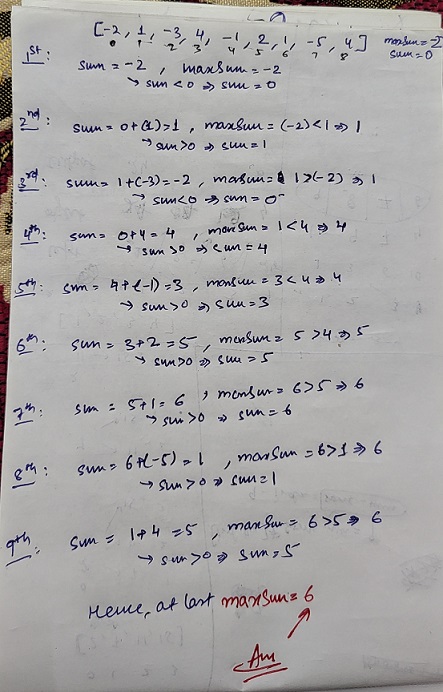 [-2, 1, -3, 4, -1, 2, 1, -5, 4] maxSum = -2
0 1 2 3 4 5 6 7 8 sum = 0
1st: sum = -2, maxSum = -2
→ sum < 0 ⇒ sum = 0
2nd: sum = 0+(1) = 1, maxSum = (-2) < 1 ⇒ 1
→ sum>0 ⇒ sum = 1
3rd: sum = 1+(-3) = -2, maxSum = 1 > (-2) ⇒ 1
→ sum<0 ⇒ sum = 0
4th: sum = 0+4 = 4, maxSum = 1 < 4 ⇒ 4
→ sum >0 ⇒ sum = 4
5th: sum = 4+(-1) = 3, maxSum = 3 < 4 ⇒ 4
→ sum >0 ⇒ sum = 3
6th: sum = 3+2 = 5, maxSum = 5 > 4 ⇒ 5
→ sum>0 ⇒ sum = 5
7th: sum = 5+1 = 6, maxSum = 6 > 5 ⇒ 6
→ sum >0 ⇒ sum = 6
8th: sum = 6+(-5) = 1, maxSum = 6 > 1 ⇒ 6
→ sum >0 ⇒ sum = 1
9th: sum = 1+4 = 5, maxSum = 6 > 5 ⇒ 6
→ sum >0 ⇒ sum = 5
Hence, at last maxSum = 6
Ans